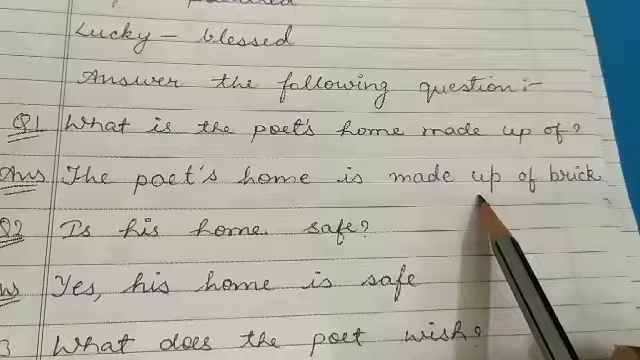 Lucky - blessed
Answer the following question:-
Q1 What is the poet's home made up of?
Ans The poet's home is made up of brick
Q2 Is his home safe?
Yes, his home is safe
3 What does the poet wish?